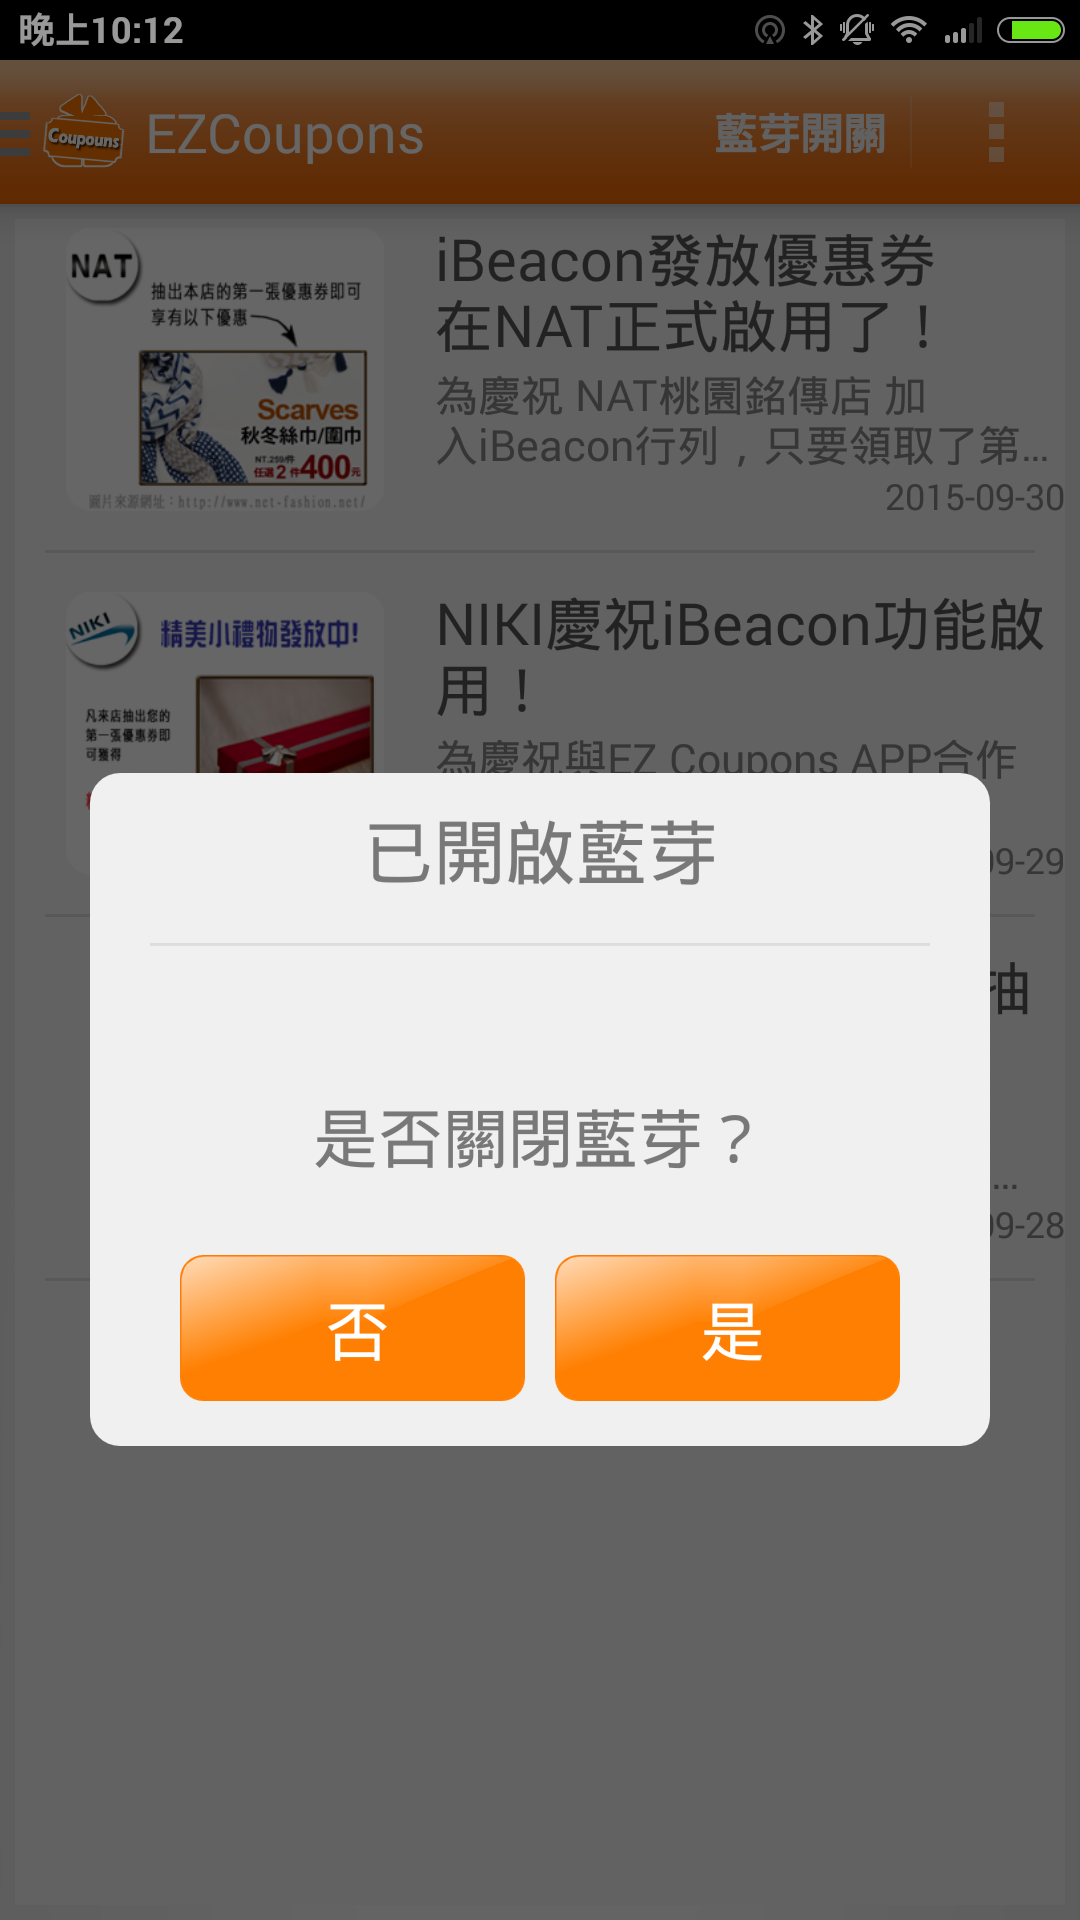 晚上10:12
Coupouns
EZCoupons
藍芽開關
NAT
抽出本店的第一張優惠券即可
享有以下優惠
Scarves
秋冬絲巾/圍巾
NT.259/件
任選2件400元
圖片來源網址：http://www.net-fashion.net/
iBeacon發放優惠券
在NAT正式啟用了！
為慶祝 NAT桃園銘傳店 加
入iBeacon行列，只要領取了第...
2015-09-30
NIKI
精美小禮物發放中!
凡來店抽出您的
第一張優惠券即
可獲得
NIKI慶祝iBeacon功能啟
用！
為慶祝與EZ Coupons APP合作
09-29
已開啟藍芽
抽
是否關閉藍芽？
...
09-28
否
是